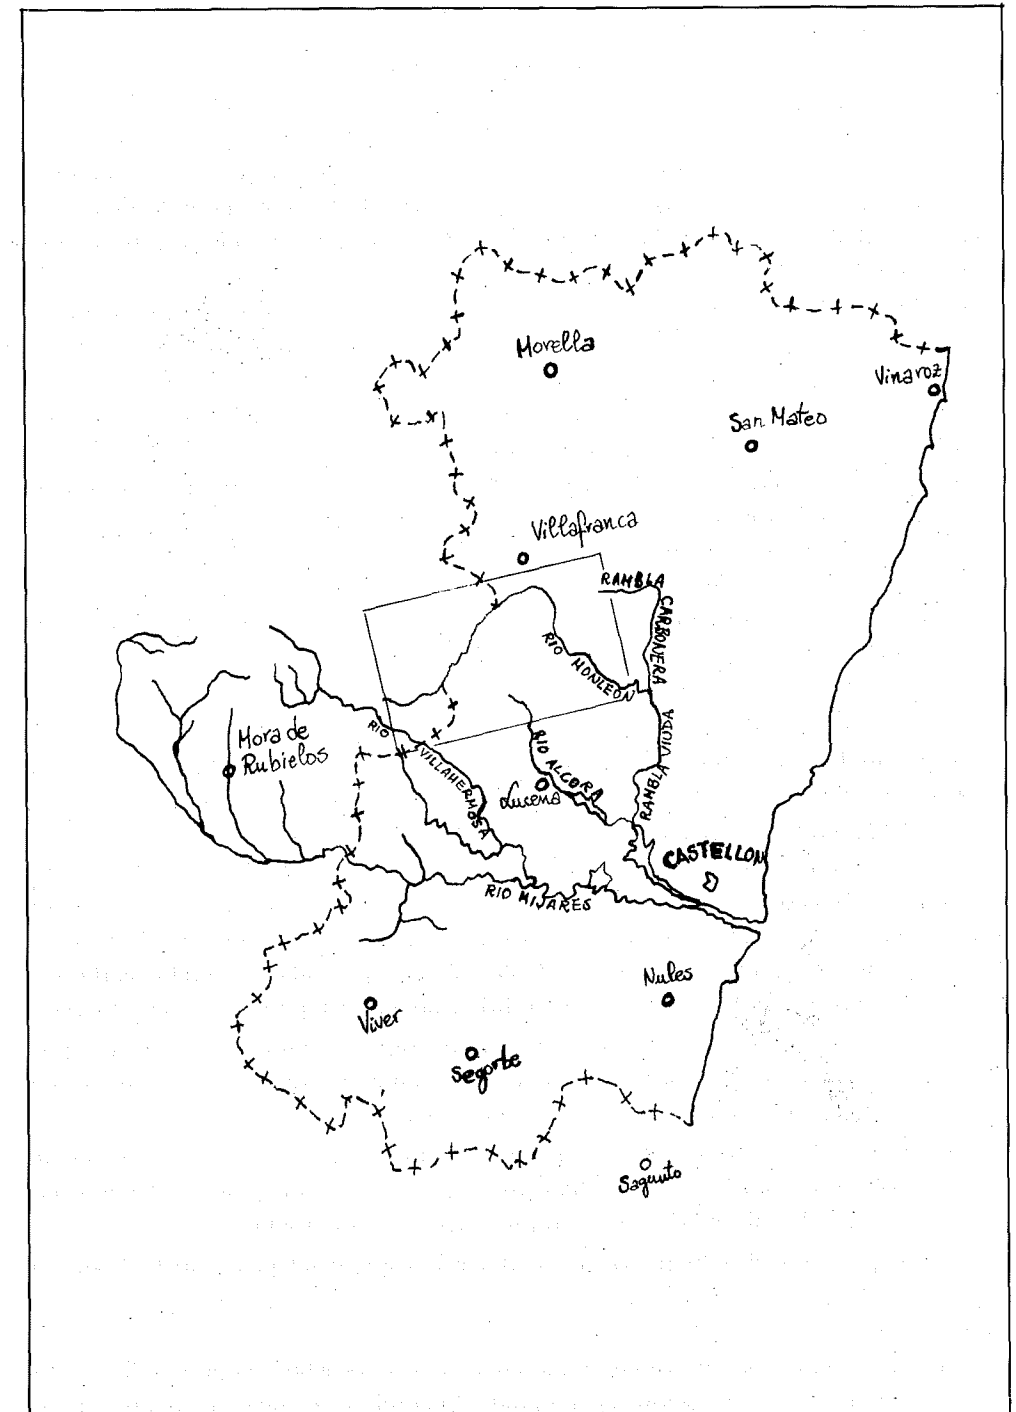 Morella
Vinaroz
San Mateo
Villafranca
RAMBLA
CARBONERA
RIO MONLEON
Mora de
Rubielos
RIO
VILLAHERMOSA
RIO ALCORA
RAMBLA VIUDA
Lucena
CASTELLON
RIO MIJARES
Nules
Viver
Segorbe
Sagunto